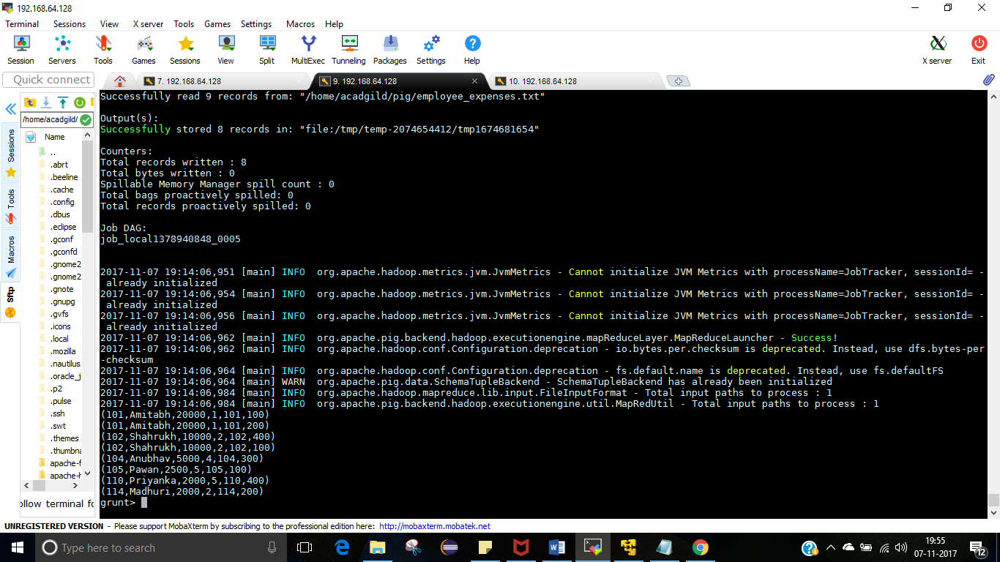 192.168.64.128
Terminal Sessions View X server Tools Games Settings Macros Help
Session Servers Tools Games Sessions View Split MultiExec Tunneling Packages Settings Help X server Exit
Quick connect
7. 192.168.64.128
9. 192.168.64.128
10. 192.168.64.128
/home/acadgild/
Name
..
.abrt
.beeline
.cache
.config
.dbus
.eclipse
.gconf
.gconfd
.gnome2
.gnome2
.gnote
.gnupg
.gvfs
.icons
.local
.mozilla
.nautilus
.oracle_j
.p2
.pulse
.ssh
.swt
.themes
.thumbna
apache-f
apache-h
ollow terminal fo
Sessions
Tools
Macros
Sftp
Successfully read 9 records from: "/home/acadgild/pig/employee_expenses.txt"
Output(s):
Successfully stored 8 records in: "file:/tmp/temp-2074654412/tmp1674681654"
Counters:
Total records written : 8
Total bytes written : 0
Spillable Memory Manager spill count : 0
Total bags proactively spilled: 0
Total records proactively spilled: 0
Job DAG:
job_local1378940848_0005
2017-11-07 19:14:06,951 [main] INFO  org.apache.hadoop.metrics.jvm.JvmMetrics - Cannot initialize JVM Metrics with processName=JobTracker, sessionId= -
already initialized
2017-11-07 19:14:06,954 [main] INFO  org.apache.hadoop.metrics.jvm.JvmMetrics - Cannot initialize JVM Metrics with processName=JobTracker, sessionId= -
already initialized
2017-11-07 19:14:06,956 [main] INFO  org.apache.hadoop.metrics.jvm.JvmMetrics - Cannot initialize JVM Metrics with processName=JobTracker, sessionId= -
already initialized
2017-11-07 19:14:06,962 [main] INFO  org.apache.pig.backend.hadoop.executionengine.mapReduceLayer.MapReduceLauncher - Success!
2017-11-07 19:14:06,962 [main] INFO  org.apache.hadoop.conf.Configuration.deprecation - io.bytes.per.checksum is deprecated. Instead, use dfs.bytes-per
-checksum
2017-11-07 19:14:06,964 [main] INFO  org.apache.hadoop.conf.Configuration.deprecation - fs.default.name is deprecated. Instead, use fs.defaultFS
2017-11-07 19:14:06,964 [main] WARN  org.apache.pig.data.SchemaTupleBackend - SchemaTupleBackend has already been initialized
2017-11-07 19:14:06,984 [main] INFO  org.apache.hadoop.mapreduce.lib.input.FileInputFormat - Total input paths to process : 1
2017-11-07 19:14:06,984 [main] INFO  org.apache.pig.backend.hadoop.executionengine.util.MapRedUtil - Total input paths to process : 1
(101,Amitabh,20000,1,101,100)
(101,Amitabh,20000,1,101,200)
(102,Shahrukh,10000,2,102,400)
(102,Shahrukh,10000,2,102,100)
(104,Anubhav,5000,4,104,300)
(105,Pawan,2500,5,105,100)
(110,Priyanka,2000,5,110,400)
(114,Madhuri,2000,2,114,200)
grunt>
UNREGISTERED VERSION - Please support MobaXterm by subscribing to the professional edition here: http://mobaxterm.mobatek.net
Type here to search
19:55
07-11-2017
12